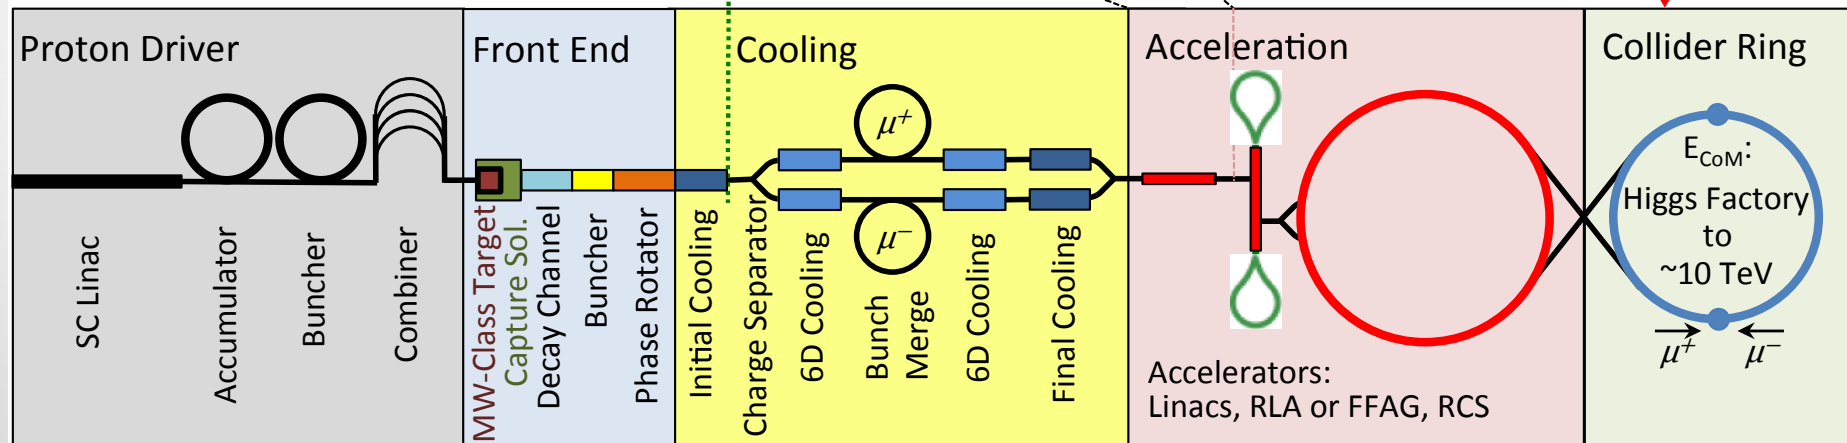 Proton Driver
SC Linac
Accumulator
Buncher
Combiner
Front End
MW-Class Target
Capture Sol.
Decay Channel
Buncher
Phase Rotator
Cooling
μ+
μ−
Initial Cooling
Charge Separator
6D Cooling
Bunch
Merge
6D Cooling
Final Cooling
Acceleration
Accelerators:
Linacs, RLA or FFAG, RCS
Collider Ring
ECoM:
Higgs Factory
to
~10 TeV
μ+ μ−